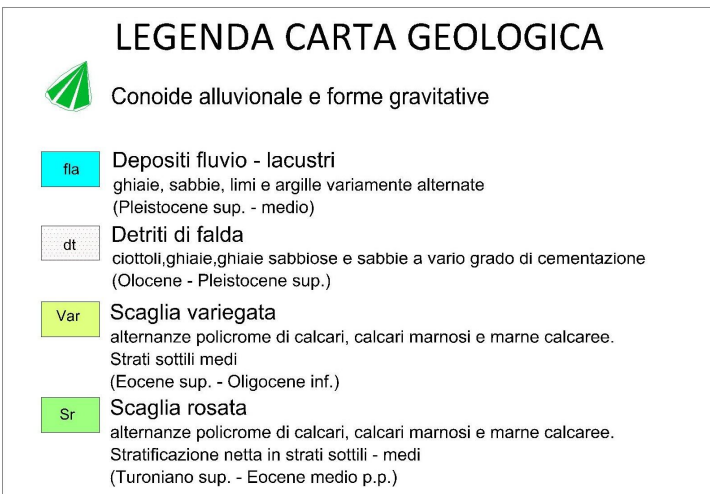 LEGENDA CARTA GEOLOGICA
Conoide alluvionale e forme gravitative
fla
Depositi fluvio - lacustri
ghiaie, sabbie, limi e argille variamente alternate
(Pleistocene sup. - medio)
dt
Detriti di falda
ciottoli,ghiaie,ghiaie sabbiose e sabbie a vario grado di cementazione
(Olocene - Pleistocene sup.)
Var
Scaglia variegata
alternanze policrome di calcari, calcari marnosi e marne calcaree.
Strati sottili medi
(Eocene sup. - Oligocene inf.)
Sr
Scaglia rosata
alternanze policrome di calcari, calcari marnosi e marne calcaree.
Stratificazione netta in strati sottili - medi
(Turoniano sup. - Eocene medio p.p.)